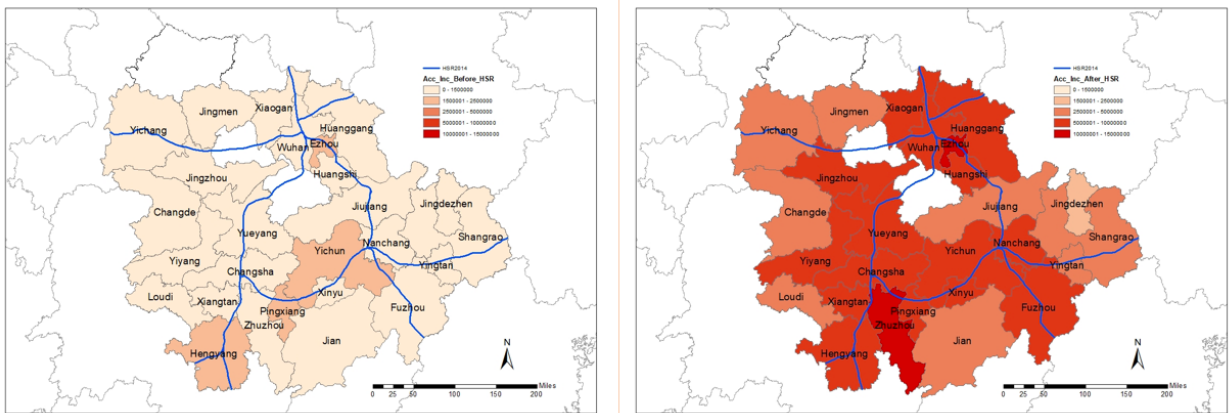 HSR2014
Acc_Inc_Before_HSR
0 - 1500000
1500001 - 2500000
2500001 - 5000000
5000001 - 10000000
10000001 - 15000000
Jingmen
Xiaogan
Yichang
Huanggang
Wuhan
Ezhou
Huangshi
Jingzhou
Changde
Jiujiang
Jingdezhen
Yueyang
Yichun
Nanchang
Shangrao
Yiyang
Changsha
Yingtan
Loudi
Xiangtan
Xinyu
Pingxiang
Fuzhou
Zhuzhou
Hengyang
Jian
N
0 25 50 100 150 200 Miles
HSR2014
Acc_Inc_After_HSR
0 - 1500000
1500001 - 2500000
2500001 - 5000000
5000001 - 10000000
10000001 - 15000000
Jingmen
Xiaogan
Yichang
Huanggang
Wuhan
Ezhou
Huangshi
Jingzhou
Changde
Jiujiang
Jingdezhen
Yueyang
Yichun
Nanchang
Shangrao
Yiyang
Changsha
Yingtan
Loudi
Xiangtan
Xinyu
Pingxiang
Fuzhou
Zhuzhou
Hengyang
Jian
N
0 25 50 100 150 200 Miles